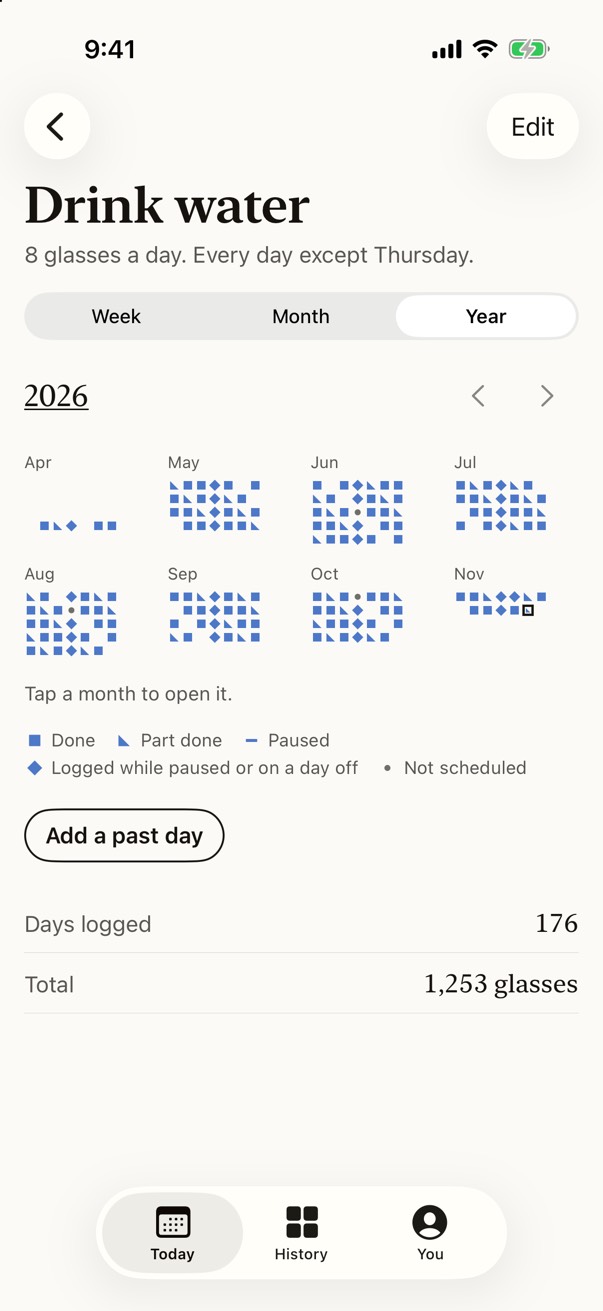 9:41
Edit
Drink water
8 glasses a day. Every day except Thursday.
Week Month Year
2026
Apr May Jun Jul
Aug Sep Oct Nov
Tap a month to open it.
Done Part done Paused
Logged while paused or on a day off Not scheduled
Add a past day
Days logged 176
Total 1,253 glasses
Today History You